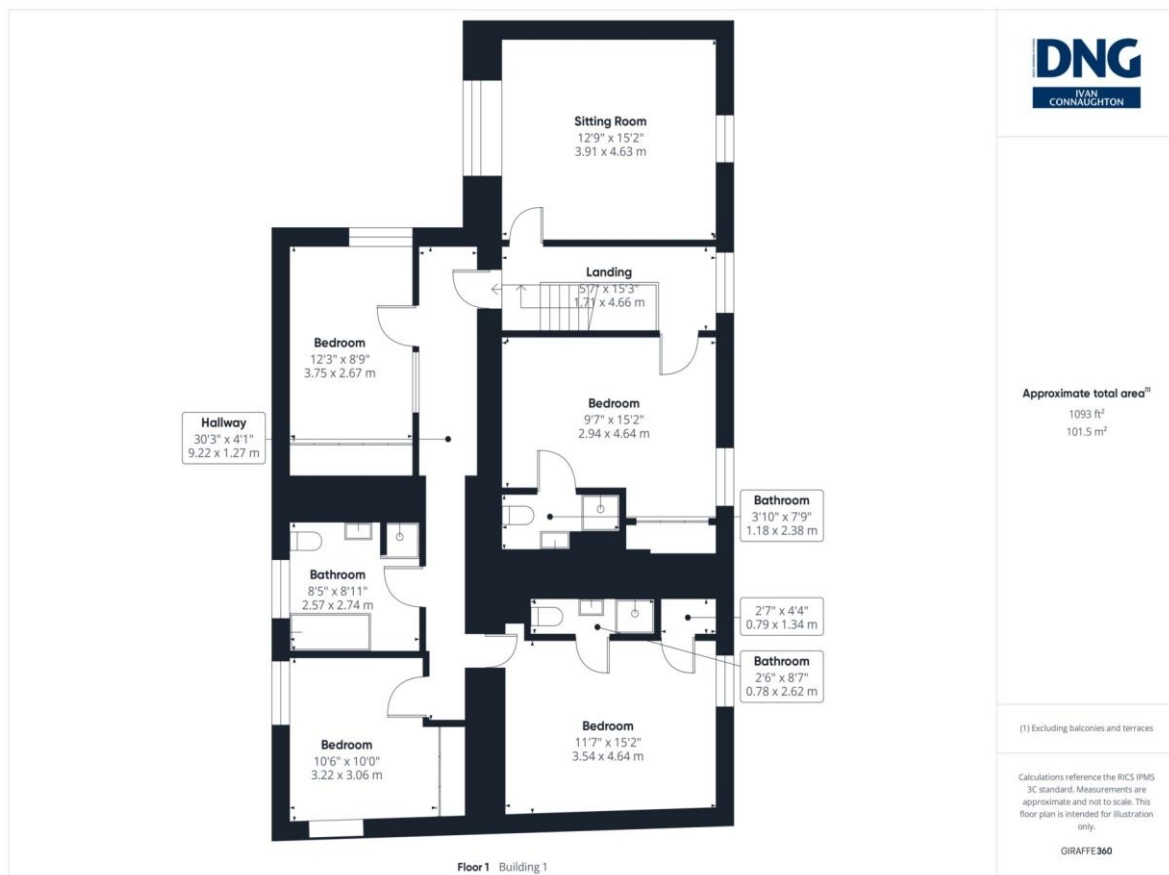 Sitting Room
12'9" x 15'2"
3.91 x 4.63 m
Landing
5'7" x 15'3"
1.71 x 4.66 m
Bedroom
12'3" x 8'9"
3.75 x 2.67 m
Hallway
30'3" x 4'1"
9.22 x 1.27 m
Bedroom
9'7" x 15'2"
2.94 x 4.64 m
Bathroom
3'10" x 7'9"
1.18 x 2.38 m
Bathroom
8'5" x 8'11"
2.57 x 2.74 m
2'7" x 4'4"
0.79 x 1.34 m
Bathroom
2'6" x 8'7"
0.78 x 2.62 m
Bedroom
10'6" x 10'0"
3.22 x 3.06 m
Bedroom
11'7" x 15'2"
3.54 x 4.64 m
Floor 1 Building 1
DNG
IVAN
CONNAUGHTON
Approximate total area(1)
1093 ft²
101.5 m²
(1) Excluding balconies and terraces
Calculations reference the RICS IPMS
3C standard. Measurements are
approximate and not to scale. This
floor plan is intended for illustration
only.
GIRAFFE360